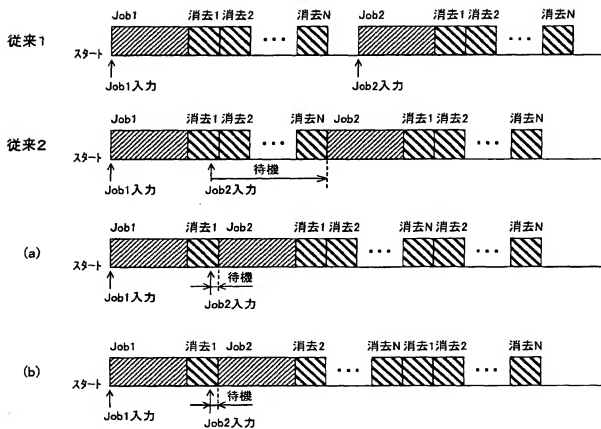 従来1
Job1 消去1 消去2 ・・・ 消去N Job2 消去1 消去2 ・・・ 消去N
スタート
Job1入力 Job2入力
従来2
Job1 消去1 消去2 ・・・ 消去N Job2 消去1 消去2 ・・・ 消去N
スタート
待機
Job1入力 Job2入力
(a)
Job1 消去1 Job2 消去1 消去2 ・・・ 消去N 消去1 消去2 ・・・ 消去N
スタート
待機
Job1入力 Job2入力
(b)
Job1 消去1 Job2 消去2 ・・・ 消去N 消去1 消去2 ・・・ 消去N
スタート
待機
Job1入力 Job2入力